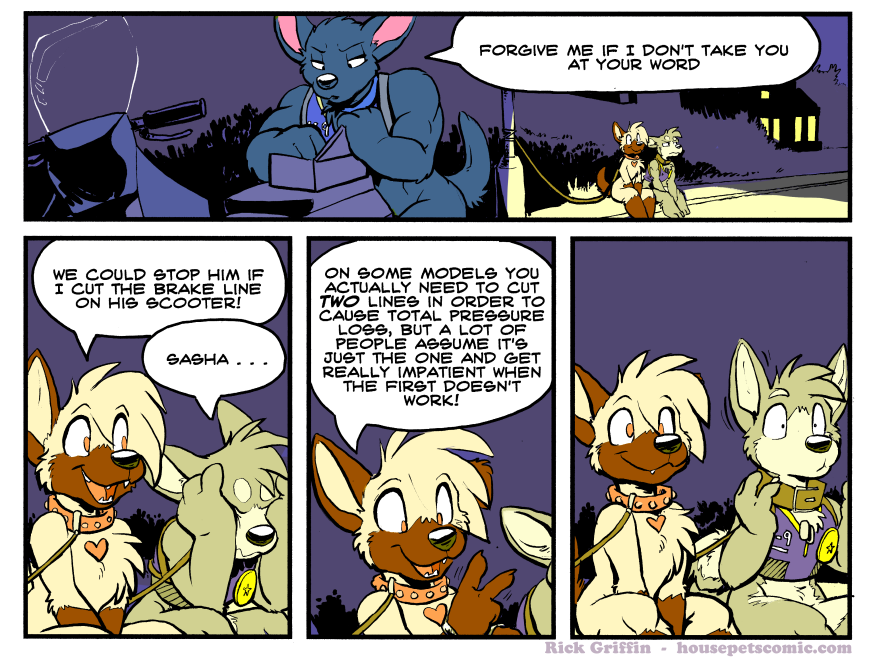 FORGIVE ME IF I DON'T TAKE YOU
AT YOUR WORD
WE COULD STOP HIM IF
I CUT THE BRAKE LINE
ON HIS SCOOTER!
SASHA . . .
ON SOME MODELS YOU
ACTUALLY NEED TO CUT
TWO LINES IN ORDER TO
CAUSE TOTAL PRESSURE
LOSS, BUT A LOT OF
PEOPLE ASSUME IT'S
JUST THE ONE AND GET
REALLY IMPATIENT WHEN
THE FIRST DOESN'T
WORK!
Rick Griffin - housepetscomic.com